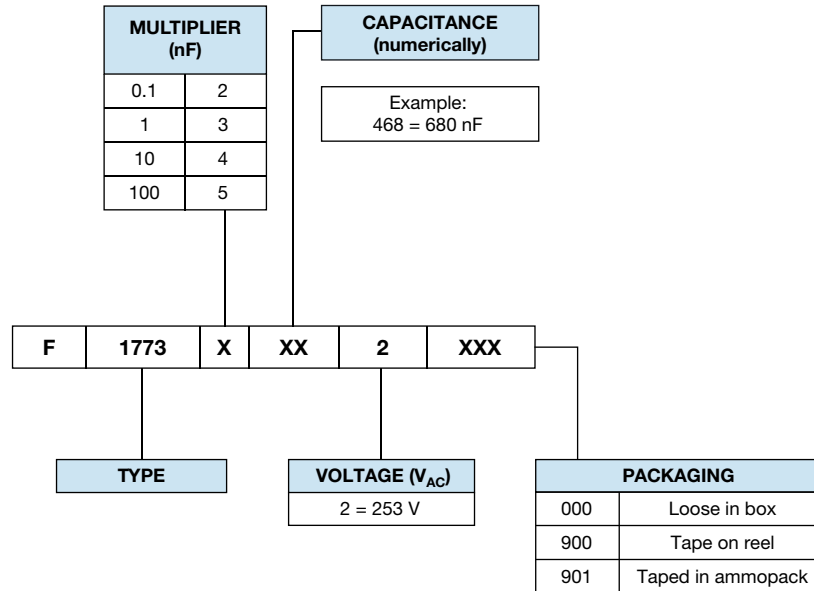 MULTIPLIER
(nF)
0.1 2
1 3
10 4
100 5
CAPACITANCE
(numerically)
Example:
468 = 680 nF
F 1773 X XX 2 XXX
TYPE
VOLTAGE (VAC)
2 = 253 V
PACKAGING
000 Loose in box
900 Tape on reel
901 Taped in ammopack